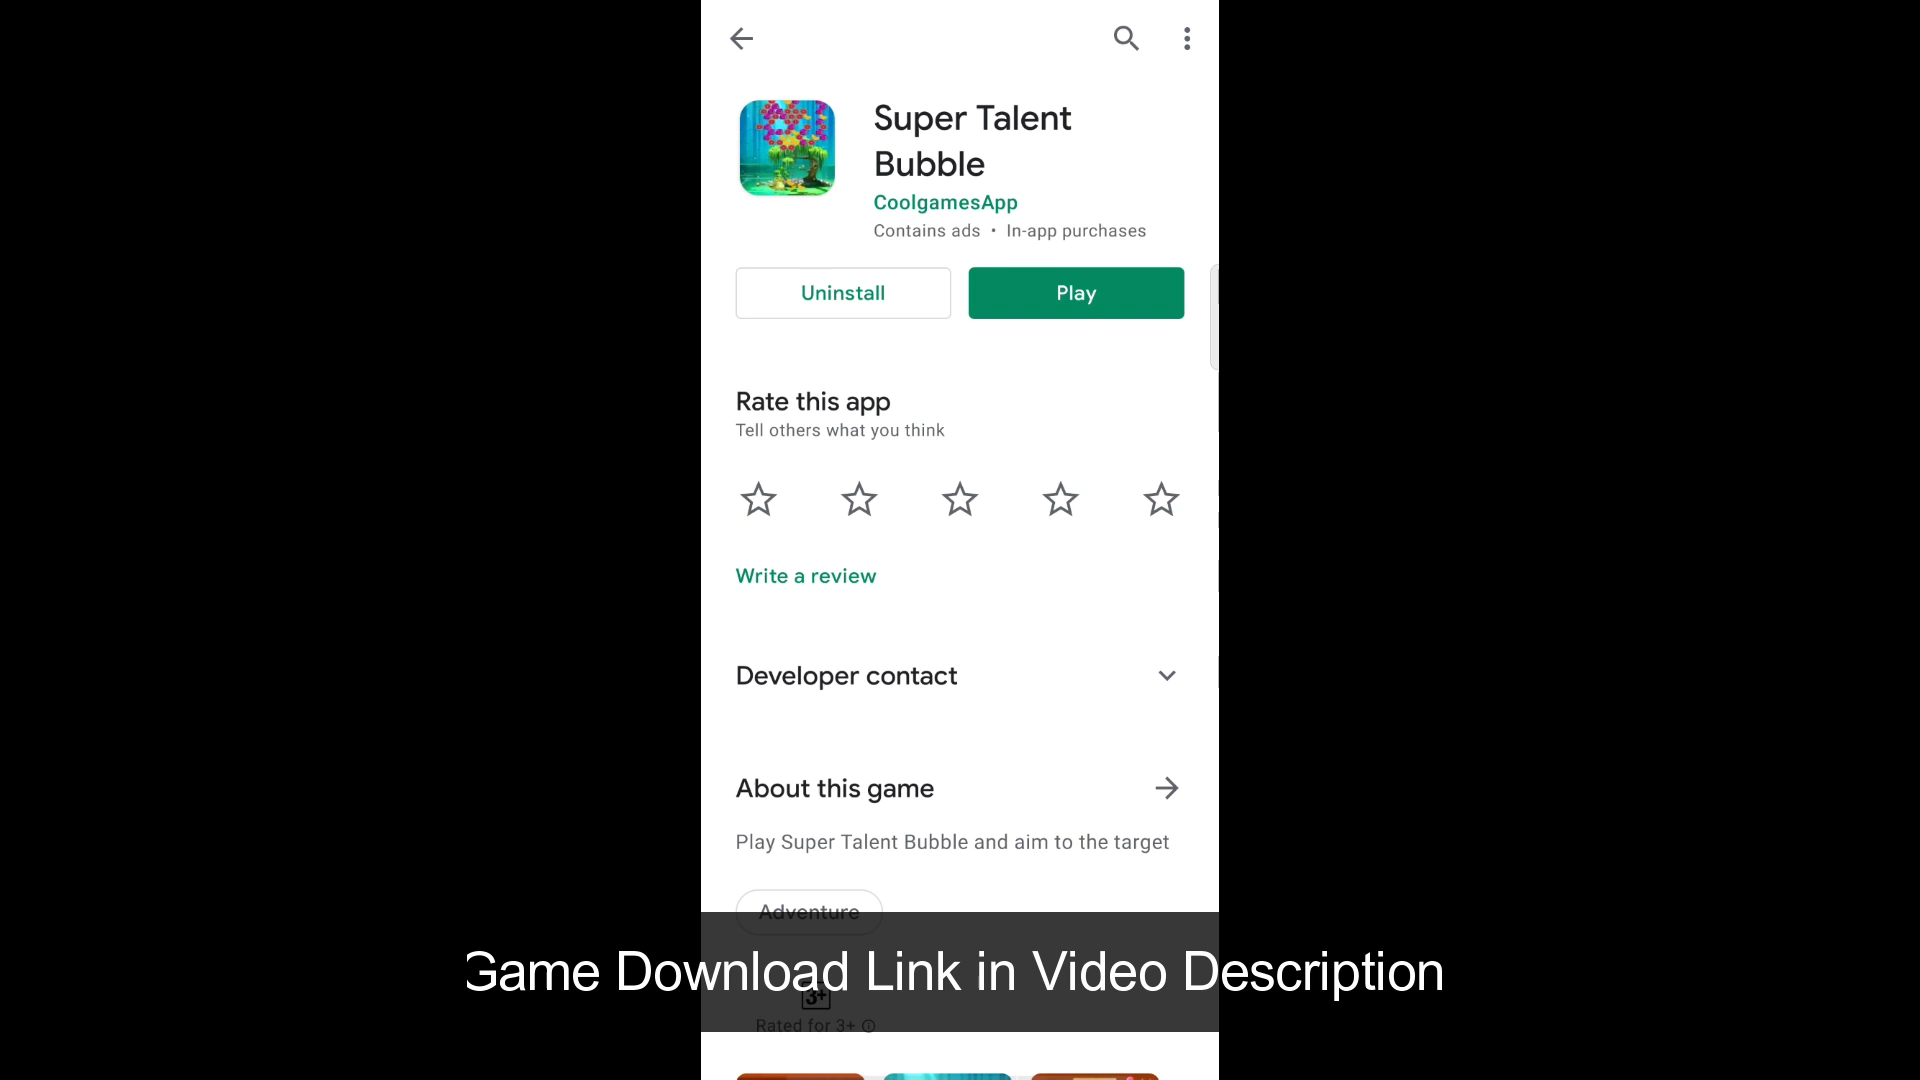 Super Talent
Bubble
CoolgamesApp
Contains ads • In-app purchases
Uninstall
Play
Rate this app
Tell others what you think
Write a review
Developer contact
About this game
Play Super Talent Bubble and aim to the target
Adventure
Game Download Link in Video Description
3+
Rated for 3+